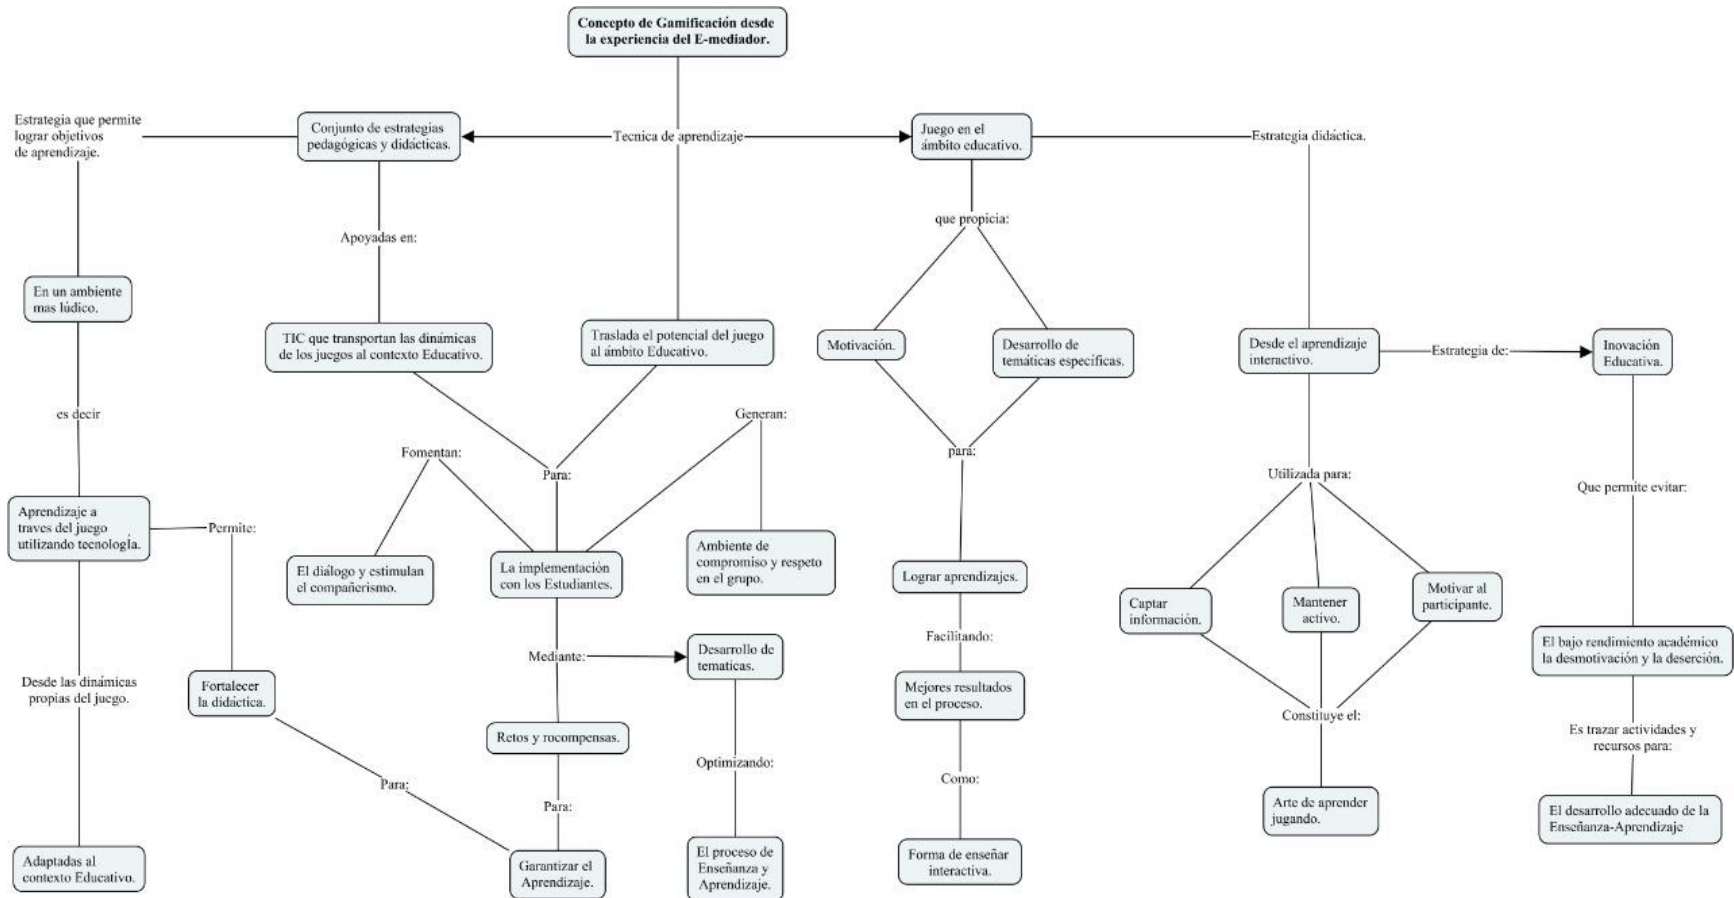 Concepto de Gamificación desde
la experiencia del E-mediador.
Estrategia que permite
lograr objetivos
de aprendizaje.
Conjunto de estrategias
pedagógicas y didácticas.
Tecnica de aprendizaje
Juego en el
ámbito educativo.
Estrategia didáctica.
que propicia:
Apoyadas en:
En un ambiente
mas lúdico.
TIC que transportan las dinámicas
de los juegos al contexto Educativo.
Traslada el potencial del juego
al ámbito Educativo.
Motivación.
Desarrollo de
temáticas específicas.
Desde el aprendizaje
interactivo.
Estrategia de:
Inovación
Educativa.
es decir
Generan:
Fomentan:
Para:
para:
Utilizada para:
Que permite evitar:
Aprendizaje a
traves del juego
utilizando tecnologÍa.
Permite:
El diálogo y estimulan
el compañerismo.
La implementación
con los Estudiantes.
Ambiente de
compromiso y respeto
en el grupo.
Lograr aprendizajes.
Captar
información.
Mantener
activo.
Motivar al
participante.
Facilitando:
Mediante:
Desarrollo de
tematicas.
El bajo rendimiento académico
la desmotivación y la deserción.
Desde las dinámicas
propias del juego.
Fortalecer
la didáctica.
Mejores resultados
en el proceso.
Constituye el:
Retos y rocompensas.
Es trazar actividades y
recursos para:
Optimizando:
Para:
Para:
Como:
Arte de aprender
jugando.
El desarrollo adecuado de la
Enseñanza-Aprendizaje
Adaptadas al
contexto Educativo.
Garantizar el
Aprendizaje.
El proceso de
Enseñanza y
Aprendizaje.
Forma de enseñar
interactiva.